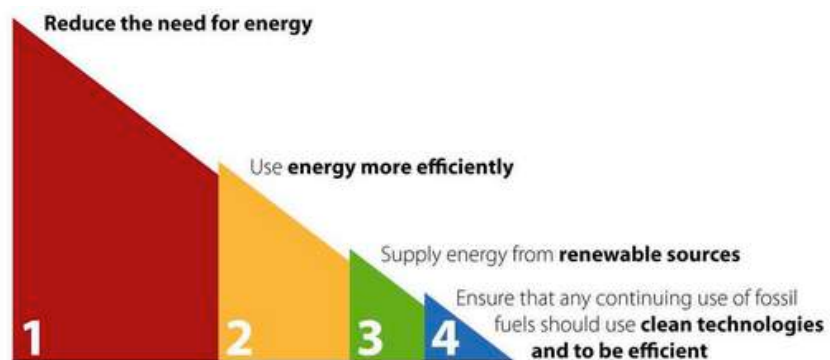 Reduce the need for energy
Use energy more efficiently
Supply energy from renewable sources
Ensure that any continuing use of fossil
fuels should use clean technologies
and to be efficient
1 2 3 4